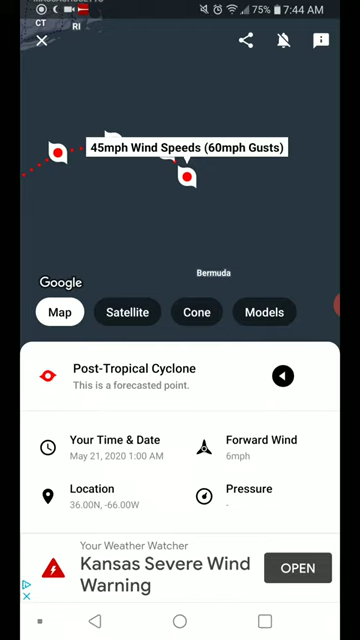 75% 7:44 AM
CT
RI
45mph Wind Speeds (60mph Gusts)
Bermuda
Google
Map
Satellite
Cone
Models
Post-Tropical Cyclone
This is a forecasted point.
Your Time & Date
May 21, 2020 1:00 AM
Forward Wind
6mph
Location
36.00N, -66.00W
Pressure
-
Your Weather Watcher
Kansas Severe Wind
Warning
OPEN